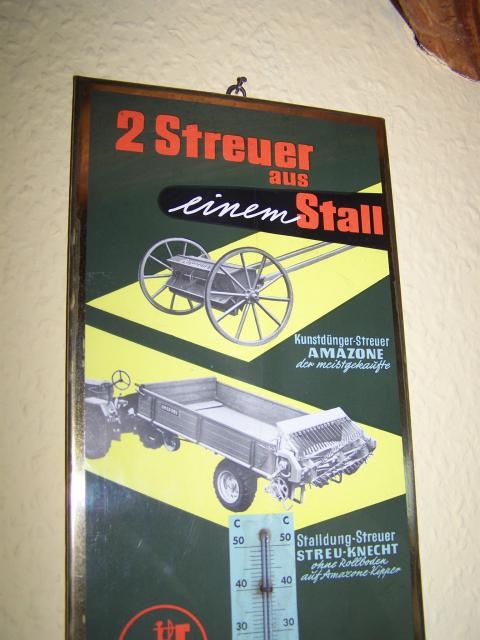 2 Streuer
aus
einem Stall
Kunstdünger-Streuer
AMAZONE
der meistgekaufte
Stalldung-Streuer
STREU-KNECHT
ohne Rollboden
auf Amazone-Kipper
C C
50 50
40 40
30 30